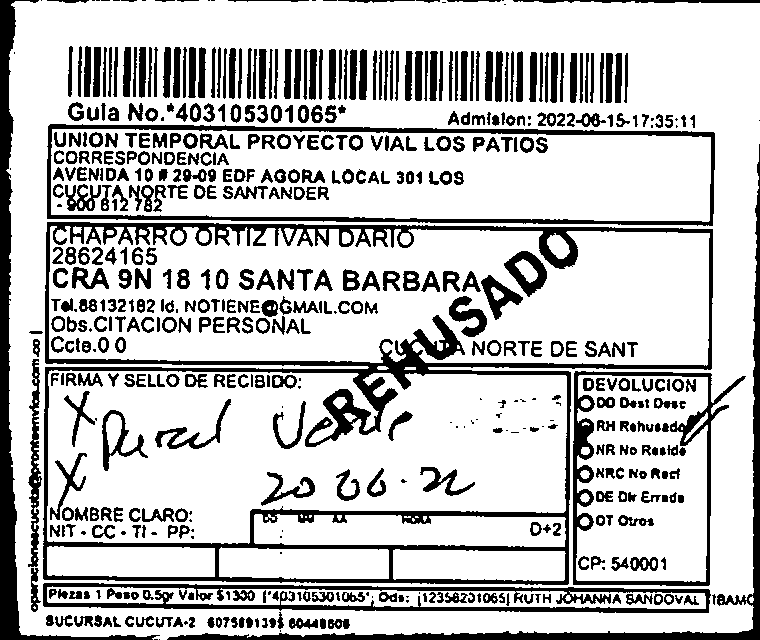 Guia No.*403105301065*
Admision: 2022-06-15-17:35:11
UNION TEMPORAL PROYECTO VIAL LOS PATIOS
CORRESPONDENCIA
AVENIDA 10 # 29-09 EDF AGORA LOCAL 301 LOS
CUCUTA NORTE DE SANTANDER
- 900 812 782
CHAPARRO ORTIZ IVAN DARIO
28624165
CRA 9N 18 10 SANTA BARBARA
Tel.88132182 Id. NOTIENE@GMAIL.COM
Obs.CITACION PERSONAL
Ccte.0 0
CUCUTA NORTE DE SANT
REHUSADO
FIRMA Y SELLO DE RECIBIDO:
X
X
20 06.22
NOMBRE CLARO:
NIT - CC - TI - PP:
DD MM AA HORA
D+2
DEVOLUCION
DD Dest Desc
RH Rehusado
NR No Reside
NRC No Recl
DE Dir Errada
OT Otros
CP: 540001
operacionescucuta@prontoenvios.com.co
Piezas 1 Peso 0.5gr Valor $1300 [*403105301065*; Ods: [12358201065] RUTH JOHANNA SANDOVAL TIBAMO
SUCURSAL CUCUTA-2